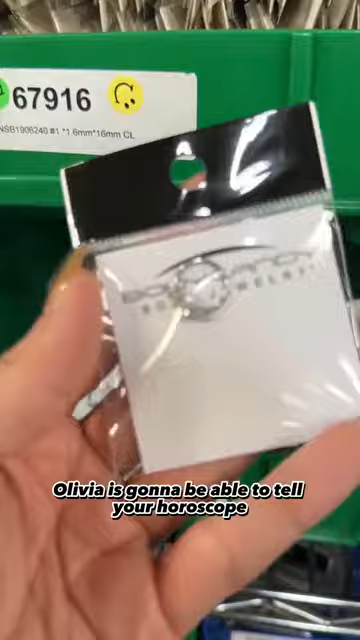 67916
NSB1906240 #1 *1.6mm*16mm CL
Olivia is gonna be able to tell
your horoscope